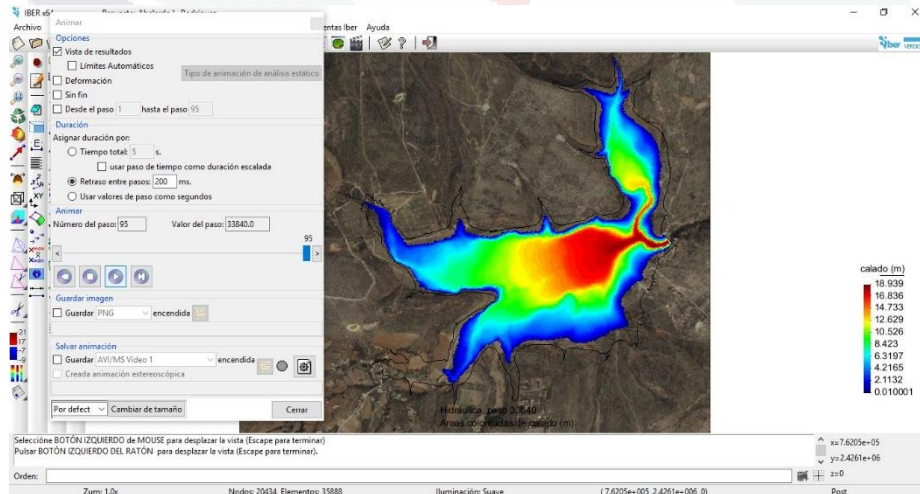 IBER x64
Proyecto: Abelardo L. Rodríguez
Archivo
Ayuda
Animar
Opciones
Vista de resultados
Límites Automáticos
Tipo de animación de análisis estático
Deformación
Sin fin
Desde el paso 1 hasta el paso 95
Duración
Asignar duración por:
Tiempo total: 5 s.
usar paso de tiempo como duración escalada
Retraso entre pasos: 200 ms.
Usar valores de paso como segundos
Animar
Número del paso: 95 Valor del paso: 33840.0
95
Guardar imagen
Guardar PNG encendida
Salvar animación
Guardar AVI/MS Video 1 encendida
Creada animación estereoscópica
Por defect Cambiar de tamaño Cerrar
Iber
calado (m)
18.939
16.836
14.733
12.629
10.526
8.423
6.3197
4.2165
2.1132
0.010001
Hidráulica, paso 33840
Areas coloreadas de calado (m).
Seleccióne BOTÓN IZQUIERDO de MOUSE para desplazar la vista (Escape para terminar)
Pulsar BOTÓN IZQUIERDO DEL RATÓN para desplazar la vista (Escape para terminar).
x=7.6205e+05
y=2.4261e+06
z=0
Orden:
Zum: 1.0x Nodos: 20434, Elementos: 35888 Iluminación: Suave (7.6205e+005, 2.4261e+006, 0) Post